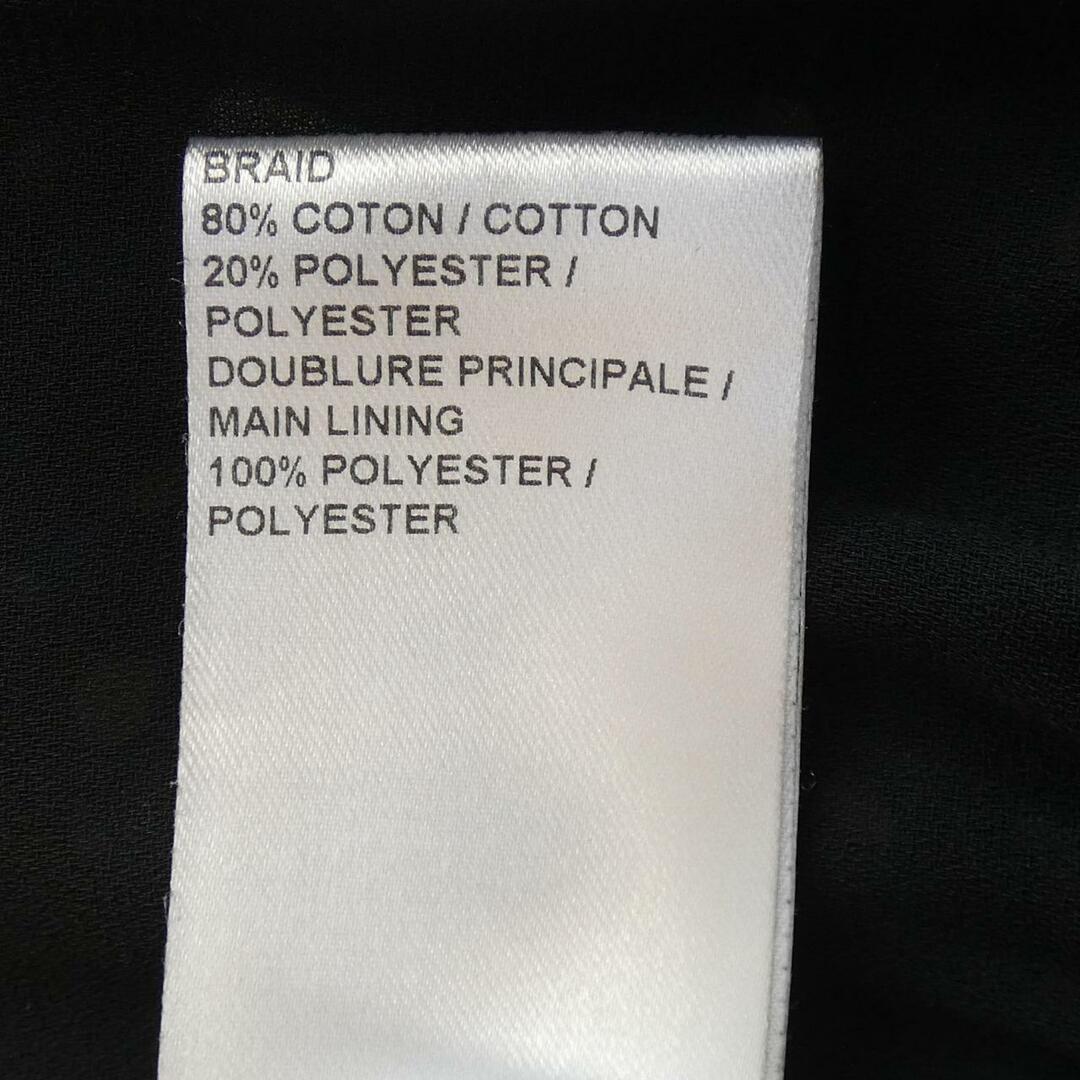 BRAID
80% COTON / COTTON
20% POLYESTER /
POLYESTER
DOUBLURE PRINCIPALE /
MAIN LINING
100% POLYESTER /
POLYESTER